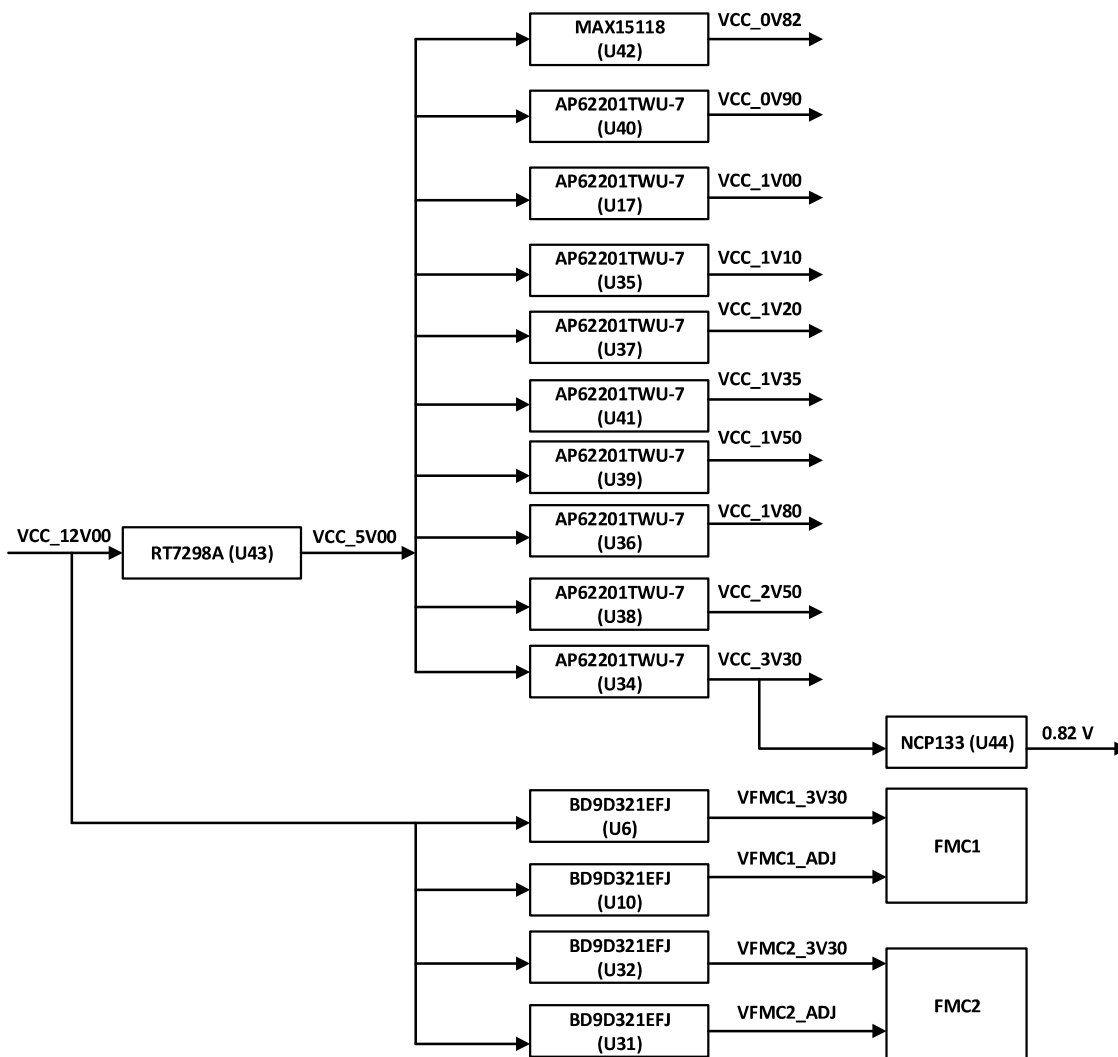 MAX15118
(U42)
VCC_0V82
AP62201TWU-7
(U40)
VCC_0V90
AP62201TWU-7
(U17)
VCC_1V00
AP62201TWU-7
(U35)
VCC_1V10
AP62201TWU-7
(U37)
VCC_1V20
AP62201TWU-7
(U41)
VCC_1V35
AP62201TWU-7
(U39)
VCC_1V50
AP62201TWU-7
(U36)
VCC_1V80
VCC_12V00
RT7298A (U43)
VCC_5V00
AP62201TWU-7
(U38)
VCC_2V50
AP62201TWU-7
(U34)
VCC_3V30
NCP133 (U44)
0.82 V
BD9D321EFJ
(U6)
VFMC1_3V30
BD9D321EFJ
(U10)
VFMC1_ADJ
FMC1
BD9D321EFJ
(U32)
VFMC2_3V30
BD9D321EFJ
(U31)
VFMC2_ADJ
FMC2